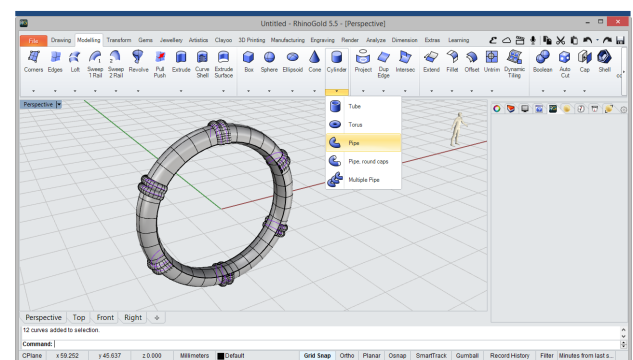 Untitled - RhinoGold 5.5 - [Perspective]
File Drawing Modelling Transform Gems Jewellery Artistics Clayoo 3D Printing Manufacturing Engraving Render Analyze Dimension Extras Learning
Corners Edges Loft Sweep 1 Rail Sweep 2 Rail Revolve Pull Push Extrude Curve Shell Extrude Surface Box Sphere Ellipsoid Cone Cylinder Project Dup Edge Intersec Extend Fillet Offset Untrim Dynamic Tiling Boolean Auto Cut Cap Shell
Perspective
Tube
Torus
Pipe
Pipe, round caps
Multiple Pipe
Perspective Top Front Right
12 curves added to selection.
Command:
CPlane x 59.252 y 45.637 z 0.000 Millimeters Default Grid Snap Ortho Planar Osnap SmartTrack Gumball Record History Filter Minutes from last s...